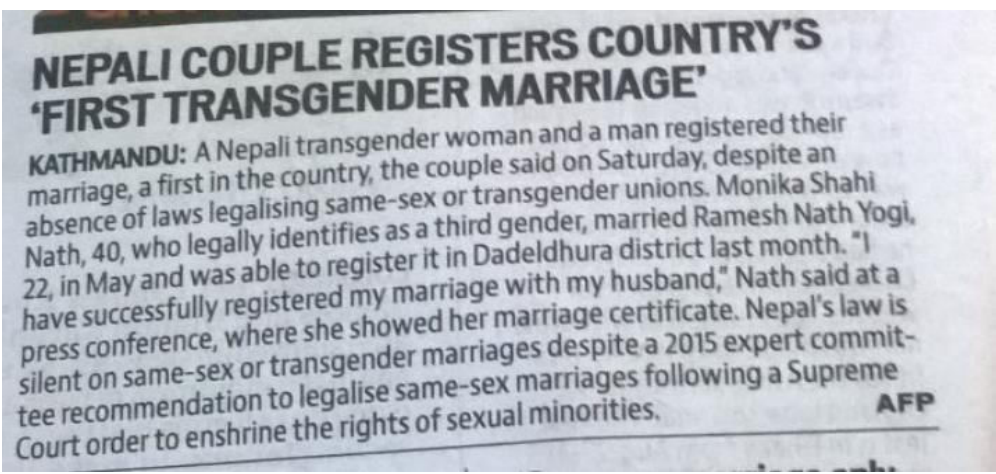 NEPALI COUPLE REGISTERS COUNTRY'S
'FIRST TRANSGENDER MARRIAGE'
KATHMANDU: A Nepali transgender woman and a man registered their
marriage, a first in the country, the couple said on Saturday, despite an
absence of laws legalising same-sex or transgender unions. Monika Shahi
Nath, 40, who legally identifies as a third gender, married Ramesh Nath Yogi,
22, in May and was able to register it in Dadeldhura district last month. "I
have successfully registered my marriage with my husband," Nath said at a
press conference, where she showed her marriage certificate. Nepal's law is
silent on same-sex or transgender marriages despite a 2015 expert commit-
tee recommendation to legalise same-sex marriages following a Supreme
Court order to enshrine the rights of sexual minorities. AFP